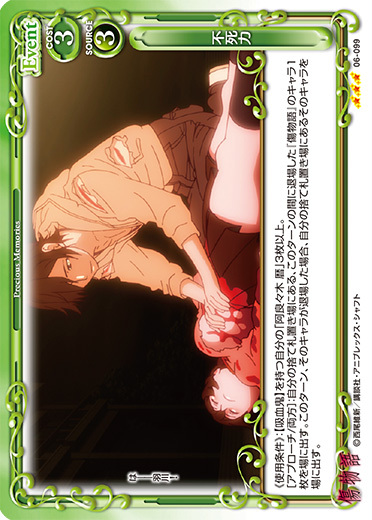 Event
COST
3
SOURCE
3
不死力
Precious Memories
は――羽川！
《使用条件》：【吸血鬼】を持つ自分の「阿良々木 暦」3枚以上。
[アプローチ/両方]：自分の捨て札置き場にある、このターンの間に退場した『傷物語』のキャラ1
枚を場に出す。このターン、そのキャラが退場した場合、自分の捨て札置き場にあるそのキャラを
場に出す。
傷物語
©西尾維新／講談社・アニプレックス・シャフト
06-099